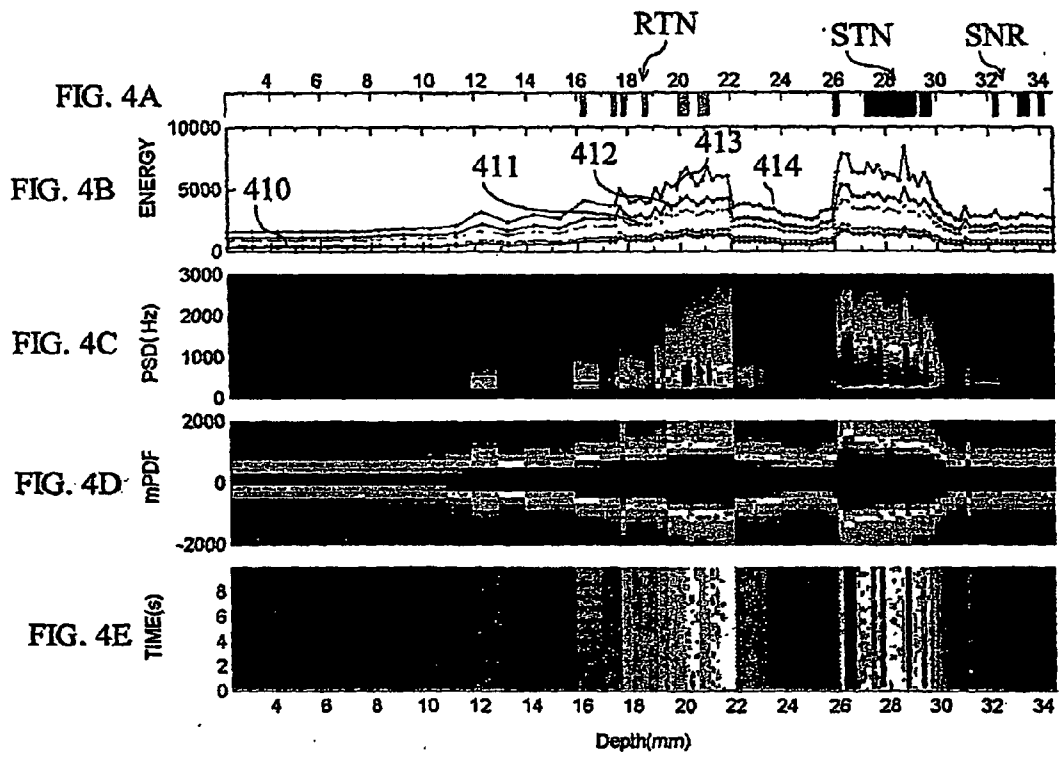 RTN STN SNR
4 6 8 10 12 14 16 18 20 22 24 26 28 30 32 34
FIG. 4A
10000
5000
0
ENERGY
FIG. 4B
410 411 412 413 414
3000
2000
1000
0
PSD(Hz)
FIG. 4C
2000
0
-2000
mPDF
FIG. 4D
8
6
4
2
0
TIME(s)
FIG. 4E
4 6 8 10 12 14 16 18 20 22 24 26 28 30 32 34
Depth(mm)